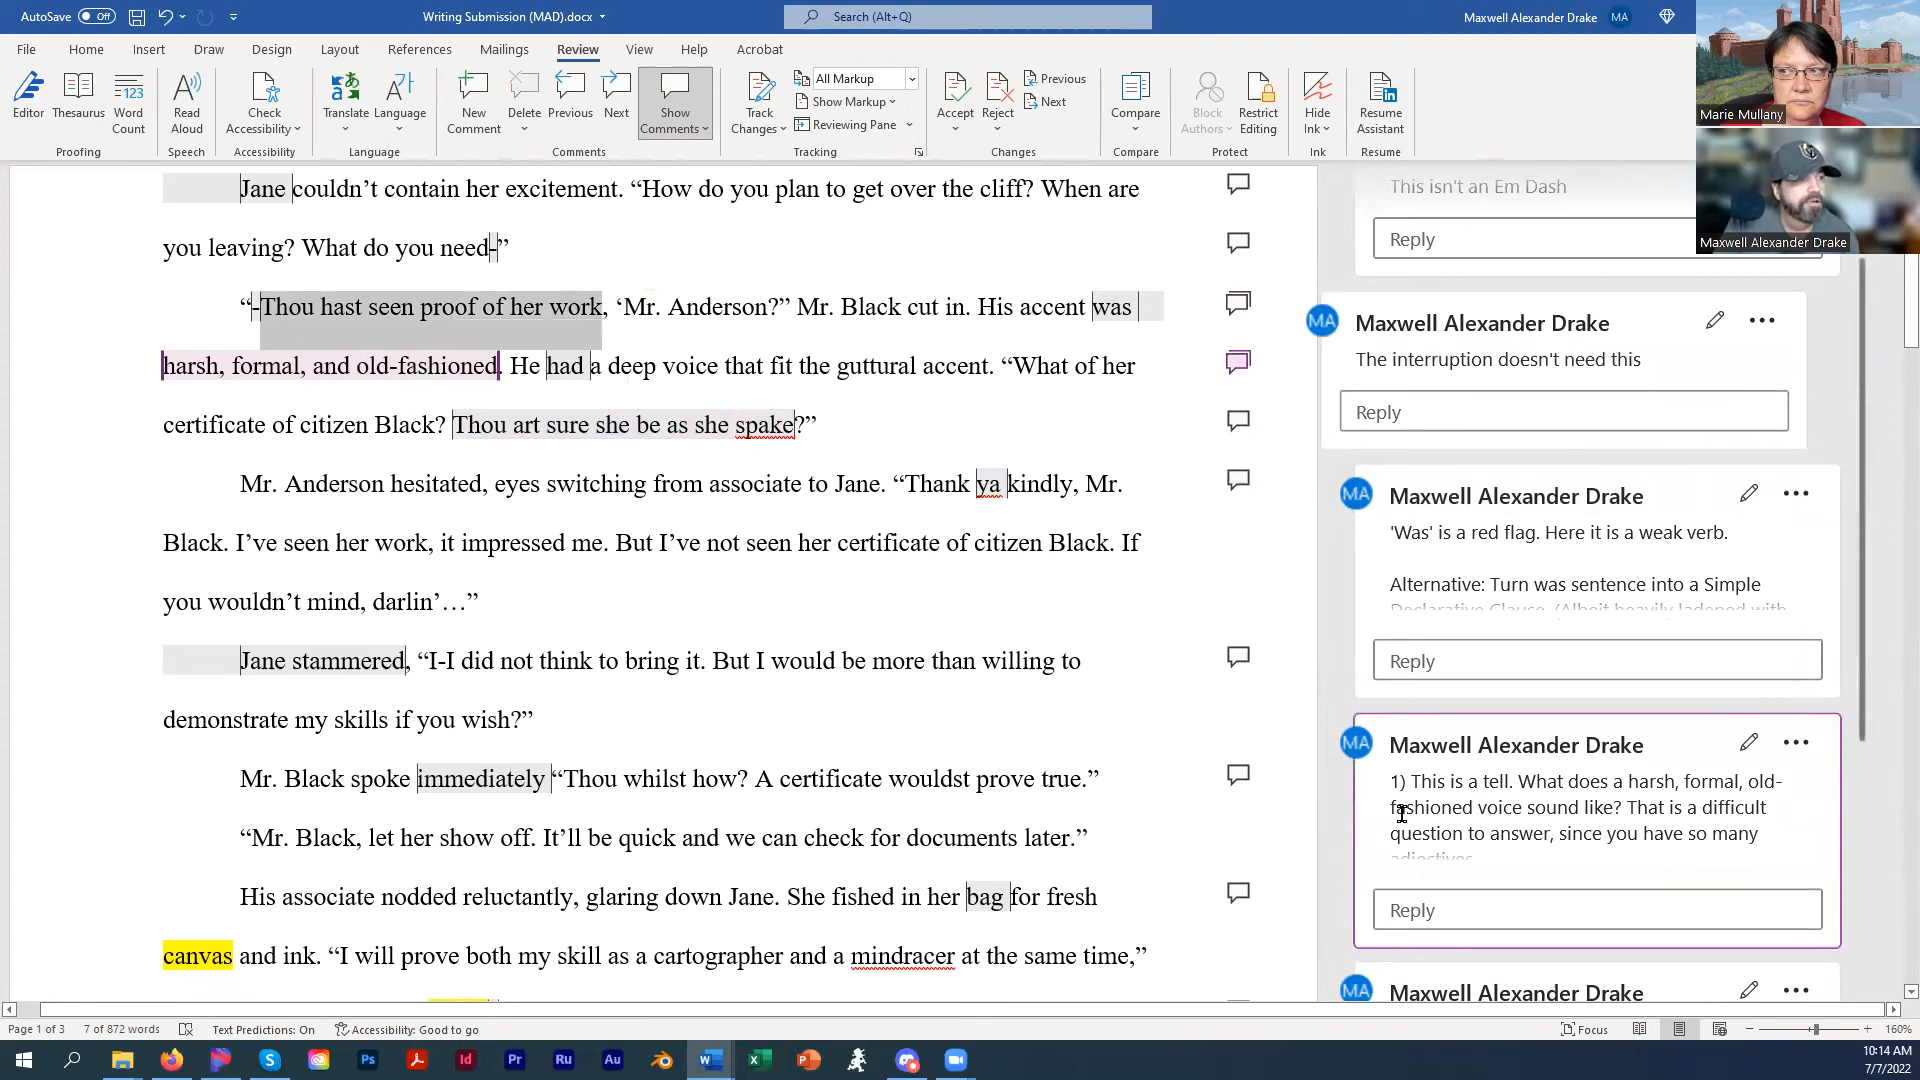 AutoSave Off Writing Submission (MAD).docx Search (Alt+Q) Maxwell Alexander Drake MA
File Home Insert Draw Design Layout References Mailings Review View Help Acrobat
Editor Thesaurus Word Count Read Aloud Check Accessibility Translate Language New Comment Delete Previous Next Show Comments Track Changes All Markup Show Markup Reviewing Pane Accept Reject Previous Next Compare Block Authors Restrict Editing Hide Ink Resume Assistant
Proofing Speech Accessibility Language Comments Tracking Changes Compare Protect Ink Resume
Marie Mullany
Maxwell Alexander Drake
Jane couldn’t contain her excitement. “How do you plan to get over the cliff? When are
you leaving? What do you need-”
“-Thou hast seen proof of her work, ‘Mr. Anderson?” Mr. Black cut in. His accent was
harsh, formal, and old-fashioned. He had a deep voice that fit the guttural accent. “What of her
certificate of citizen Black? Thou art sure she be as she spake?”
Mr. Anderson hesitated, eyes switching from associate to Jane. “Thank ya kindly, Mr.
Black. I’ve seen her work, it impressed me. But I’ve not seen her certificate of citizen Black. If
you wouldn’t mind, darlin’…”
Jane stammered, “I-I did not think to bring it. But I would be more than willing to
demonstrate my skills if you wish?”
Mr. Black spoke immediately “Thou whilst how? A certificate wouldst prove true.”
“Mr. Black, let her show off. It’ll be quick and we can check for documents later.”
His associate nodded reluctantly, glaring down Jane. She fished in her bag for fresh
canvas and ink. “I will prove both my skill as a cartographer and a mindracer at the same time,”
This isn't an Em Dash
Reply
MA Maxwell Alexander Drake
The interruption doesn't need this
Reply
MA Maxwell Alexander Drake
'Was' is a red flag. Here it is a weak verb.
Alternative: Turn was sentence into a Simple
Declarative Clause. (Albeit heavily ladened with
Reply
MA Maxwell Alexander Drake
1) This is a tell. What does a harsh, formal, old-
fashioned voice sound like? That is a difficult
question to answer, since you have so many
adjectives
Reply
MA Maxwell Alexander Drake
Page 1 of 3 7 of 872 words Text Predictions: On Accessibility: Good to go Focus 160%
Ps Id Pr Ru Au
10:14 AM
7/7/2022